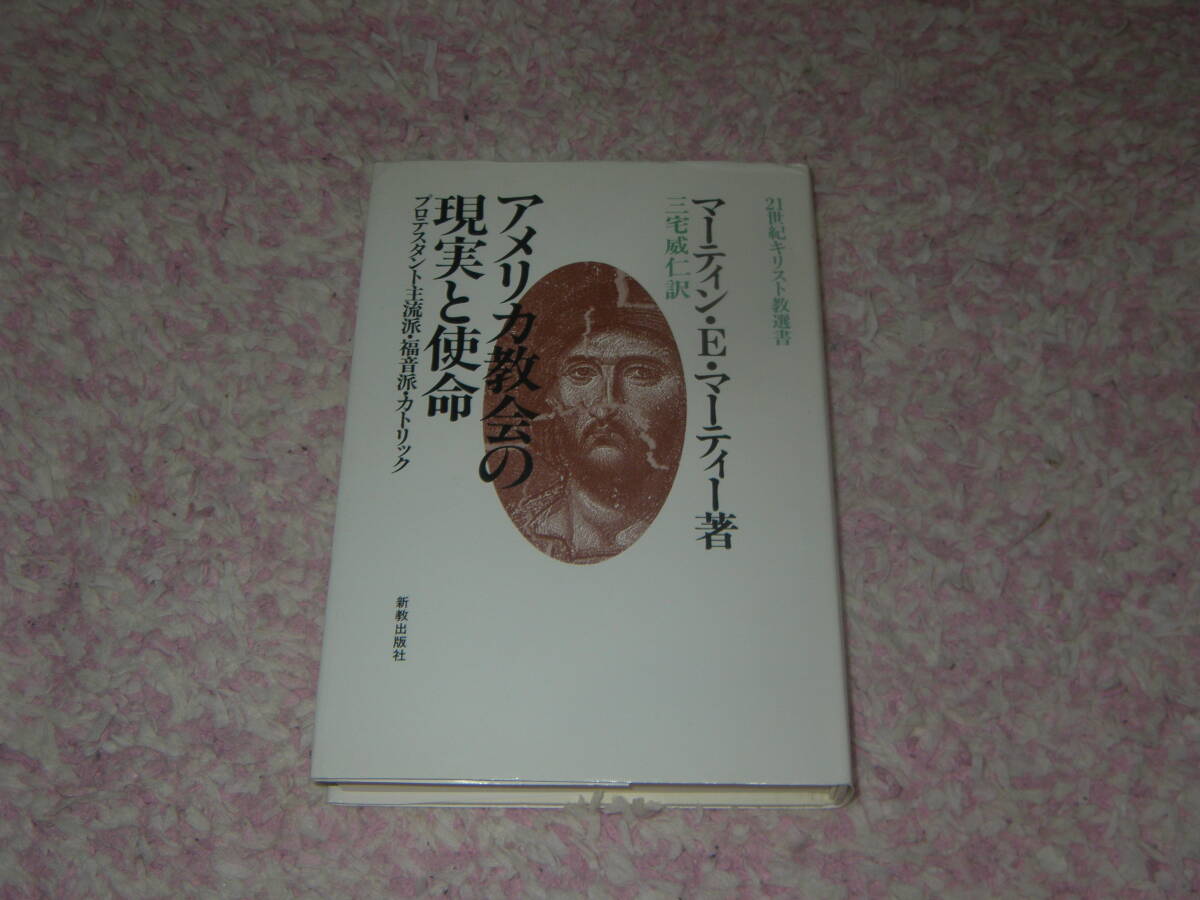 21世紀キリスト教選書
マーティン・E・マーティー著
三宅威仁訳
アメリカ教会の
現実と使命
プロテスタント主流派・福音派・カトリック
新教出版社